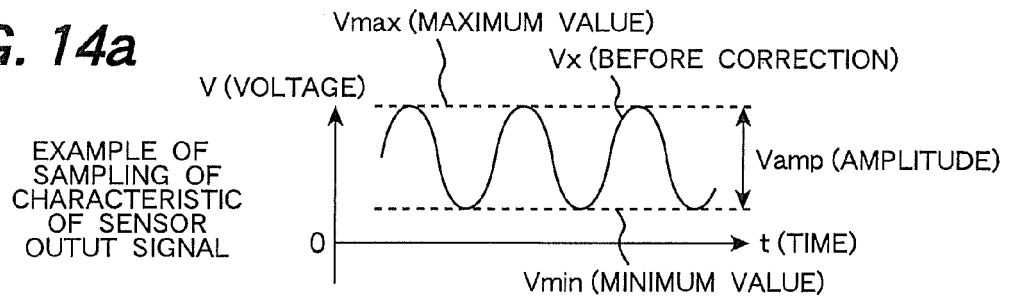 G. 14a
Vmax (MAXIMUM VALUE)
Vx (BEFORE CORRECTION)
V (VOLTAGE)
EXAMPLE OF
SAMPLING OF
CHARACTERISTIC
OF SENSOR
OUTUT SIGNAL
Vamp (AMPLITUDE)
0
t (TIME)
Vmin (MINIMUM VALUE)